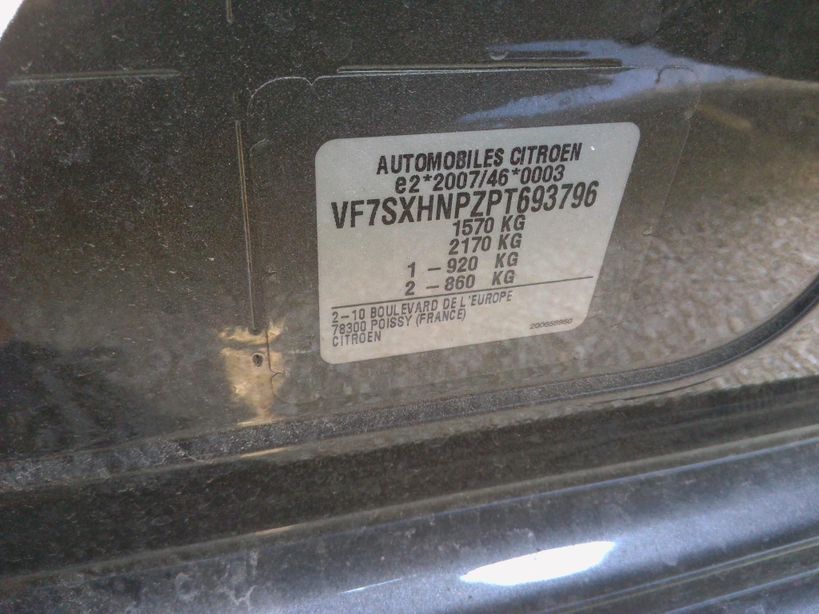 AUTOMOBILES CITROEN
e2*2007/46*0003
VF7SXHNPZPT693796
1570 KG
2170 KG
1 – 920 KG
2 – 860 KG
2–10 BOULEVARD DE L'EUROPE
78300 POISSY (FRANCE)
CITROEN